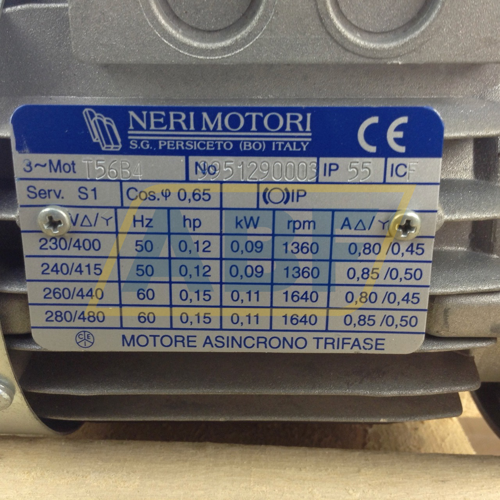 NERI MOTORI
S.G. PERSICETO (BO) ITALY
CE
3~Mot T56B4 No 9951290003 IP 55 IC F
Serv. S1 Cos.φ 0,65 IP
V△/Y Hz hp kW rpm A△/Y
230/400 50 0,12 0,09 1360 0,80/0,45
240/415 50 0,12 0,09 1360 0,85/0,50
260/440 60 0,15 0,11 1640 0,80/0,45
280/480 60 0,15 0,11 1640 0,85/0,50
MOTORE ASINCRONO TRIFASE
ABF